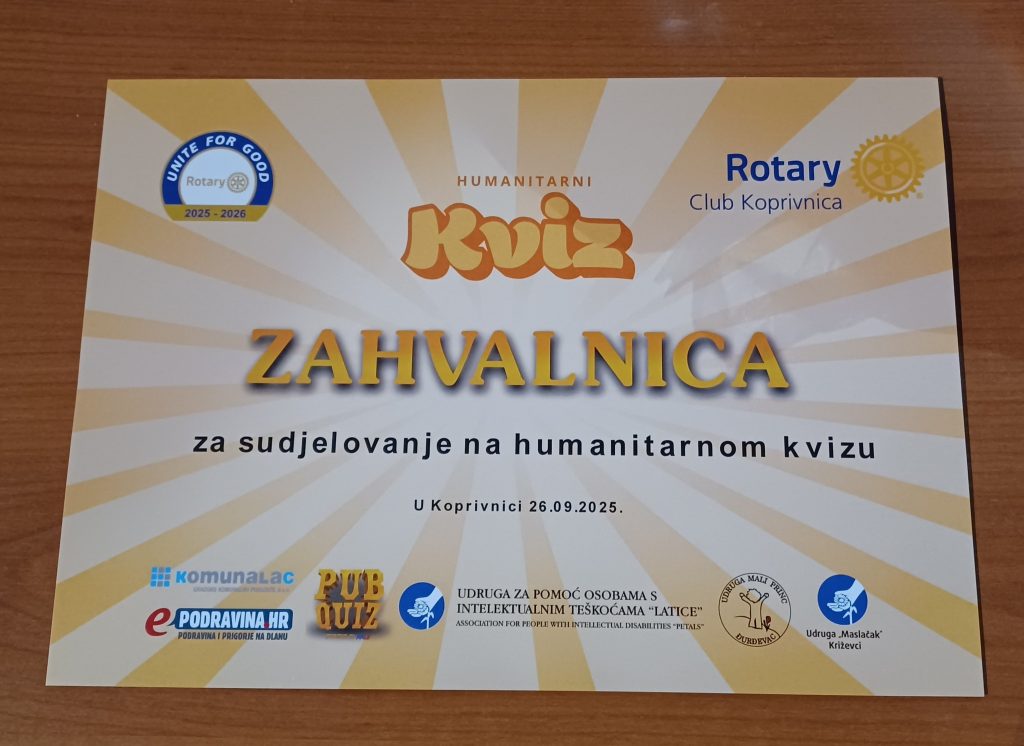 UNITE FOR GOOD
Rotary
2025 - 2026
HUMANITARNI
Kviz
Rotary
Club Koprivnica
ZAHVALNICA
za sudjelovanje na humanitarnom kvizu
U Koprivnici 26.09.2025.
KOMUNALAC
ePODRAVINA.HR
PODRAVINA I PRIGORJE NA DLANU
PUB
QUIZ
UDRUGA ZA POMOĆ OSOBAMA S
INTELEKTUALNIM TEŠKOĆAMA “LATICE”
ASSOCIATION FOR PEOPLE WITH INTELLECTUAL DISABILITIES “PETALS”
UDRUGA MALI PRINC
ĐURĐEVAC
Udruga „Maslačak“
Križevci